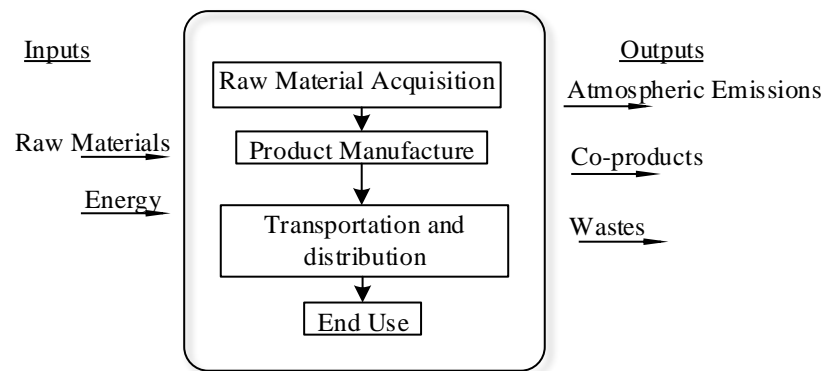 Inputs
Raw Materials
Energy
Raw Material Acquisition
Product Manufacture
Transportation and
distribution
End Use
Outputs
Atmospheric Emissions
Co-products
Wastes